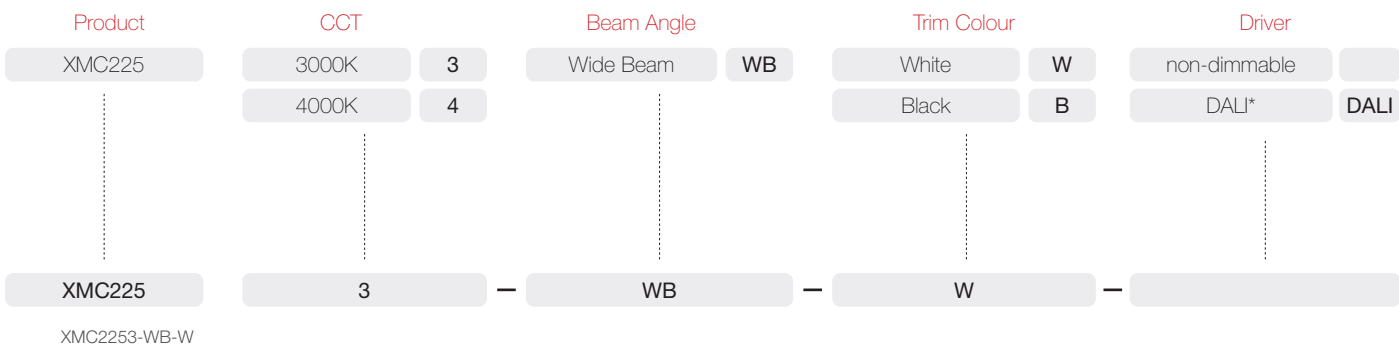 Product CCT Beam Angle Trim Colour Driver
XMC225 3000K 3 Wide Beam WB White W non-dimmable
4000K 4 Black B DALI* DALI
XMC225 3 — WB — W —
XMC2253-WB-W